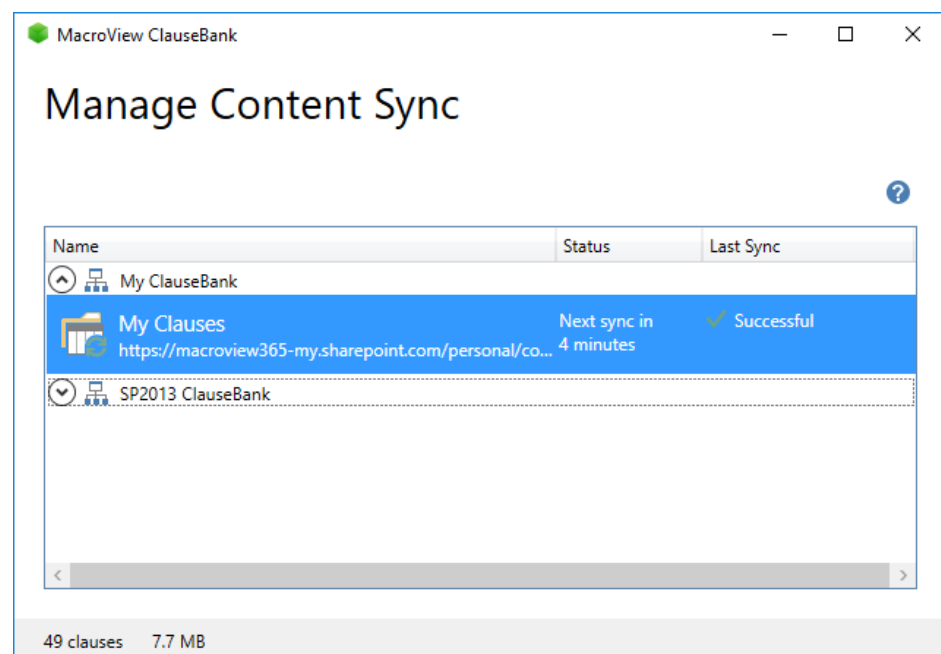 MacroView ClauseBank
Manage Content Sync
?
Name Status Last Sync
My ClauseBank
My Clauses Next sync in Successful
https://macroview365-my.sharepoint.com/personal/co... 4 minutes
SP2013 ClauseBank
49 clauses 7.7 MB